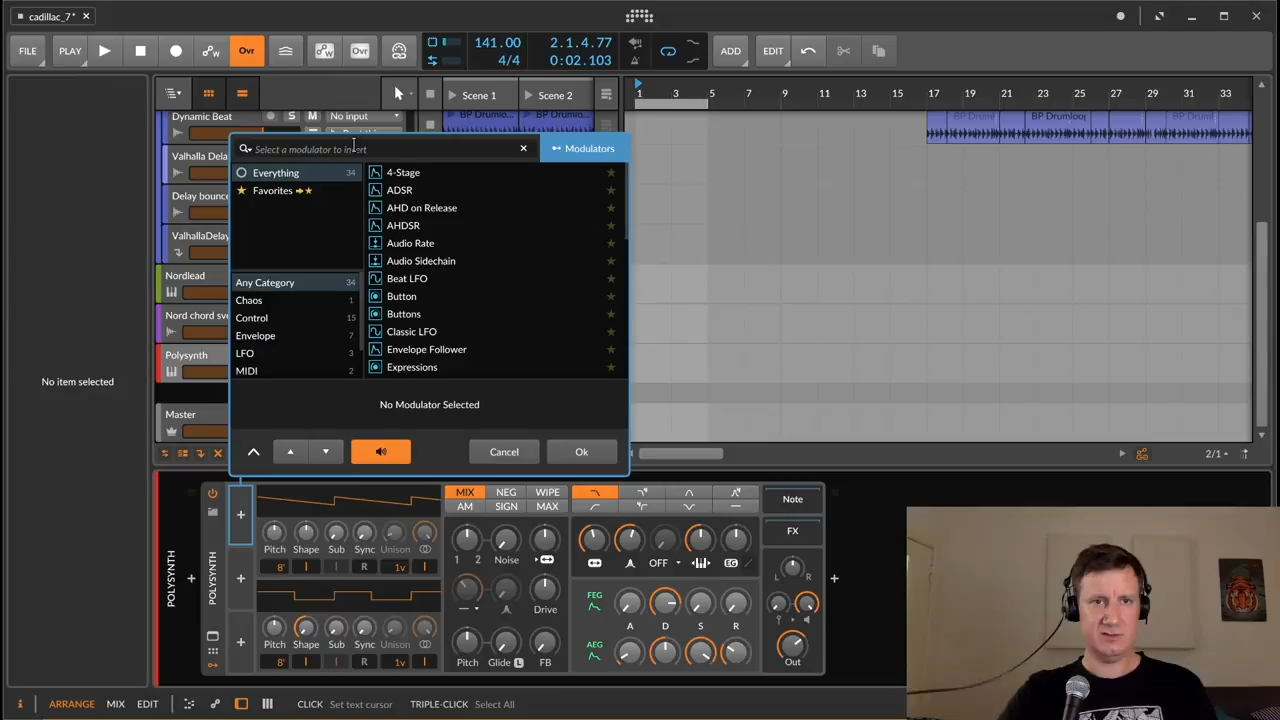 cadillac_7*
FILE PLAY Ovr Ovr 141.00 2.1.4.77 ADD EDIT
4/4 0:02.103
Scene 1 Scene 2 1 3 5 7 9 11 13 15 17 19 21 23 25 27 29 31 33
Dynamic Beat S M No input BP Drumloop BP Drumloop BP Drumloop BP Drumloop
Select a modulator to insert Modulators
Valhalla Dela
Everything 34
Favorites
4-Stage
ADSR
AHD on Release
AHDSR
Audio Rate
Audio Sidechain
Beat LFO
Button
Buttons
Classic LFO
Envelope Follower
Expressions
Delay bounce
ValhallaDelay
Nordlead
Nord chord sve
Polysynth
Master
Any Category 34
Chaos 1
Control 15
Envelope 7
LFO 3
MIDI 2
No item selected
No Modulator Selected
Cancel Ok
2/1
POLYSYNTH
POLYSYNTH
MIX NEG WIPE
AM SIGN MAX
Note
FX
Pitch Shape Sub Sync Unison
8' R 1v
1 2 Noise
OFF EG
L R
Drive
FEG
A D S R
Pitch Shape Sub Sync Unison
8' R 1v
Pitch Glide L FB
AEG
Out
ARRANGE MIX EDIT CLICK Set text cursor TRIPLE-CLICK Select All